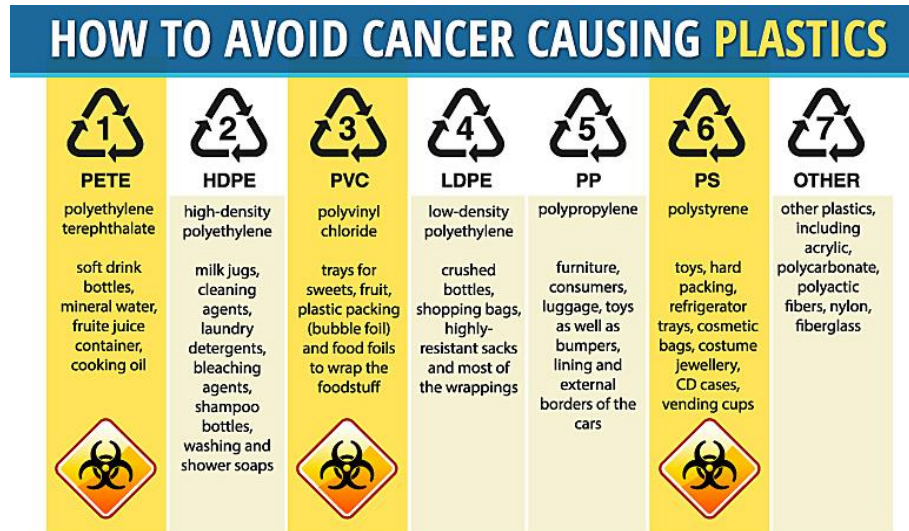 HOW TO AVOID CANCER CAUSING PLASTICS
1
PETE
polyethylene
terephthalate
soft drink
bottles,
mineral water,
fruite juice
container,
cooking oil
2
HDPE
high-density
polyethylene
milk jugs,
cleaning
agents,
laundry
detergents,
bleaching
agents,
shampoo
bottles,
washing and
shower soaps
3
PVC
polyvinyl
chloride
trays for
sweets, fruit,
plastic packing
(bubble foil)
and food foils
to wrap the
foodstuff
4
LDPE
low-density
polyethylene
crushed
bottles,
shopping bags,
highly-
resistant sacks
and most of
the wrappings
5
PP
polypropylene
furniture,
consumers,
luggage, toys
as well as
bumpers,
lining and
external
borders of the
cars
6
PS
polystyrene
toys, hard
packing,
refrigerator
trays, cosmetic
bags, costume
jewellery,
CD cases,
vending cups
7
OTHER
other plastics,
including
acrylic,
polycarbonate,
polyactic
fibers, nylon,
fiberglass